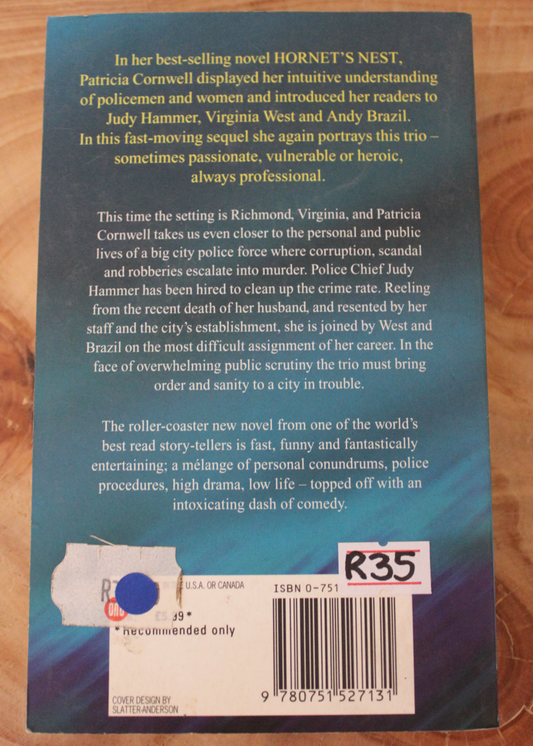 In her best-selling novel HORNET'S NEST,
Patricia Cornwell displayed her intuitive understanding
of policemen and women and introduced her readers to
Judy Hammer, Virginia West and Andy Brazil.
In this fast-moving sequel she again portrays this trio –
sometimes passionate, vulnerable or heroic,
always professional.
This time the setting is Richmond, Virginia, and Patricia
Cornwell takes us even closer to the personal and public
lives of a big city police force where corruption, scandal
and robberies escalate into murder. Police Chief Judy
Hammer has been hired to clean up the crime rate. Reeling
from the recent death of her husband, and resented by her
staff and the city's establishment, she is joined by West and
Brazil on the most difficult assignment of her career. In the
face of overwhelming public scrutiny the trio must bring
order and sanity to a city in trouble.
The roller-coaster new novel from one of the world's
best read story-tellers is fast, funny and fantastically
entertaining; a mélange of personal conundrums, police
procedures, high drama, low life – topped off with an
intoxicating dash of comedy.
R35
U.S.A. OR CANADA
ISBN 0-751
*Recommended only
9 780751 527131
COVER DESIGN BY
SLATTER-ANDERSON